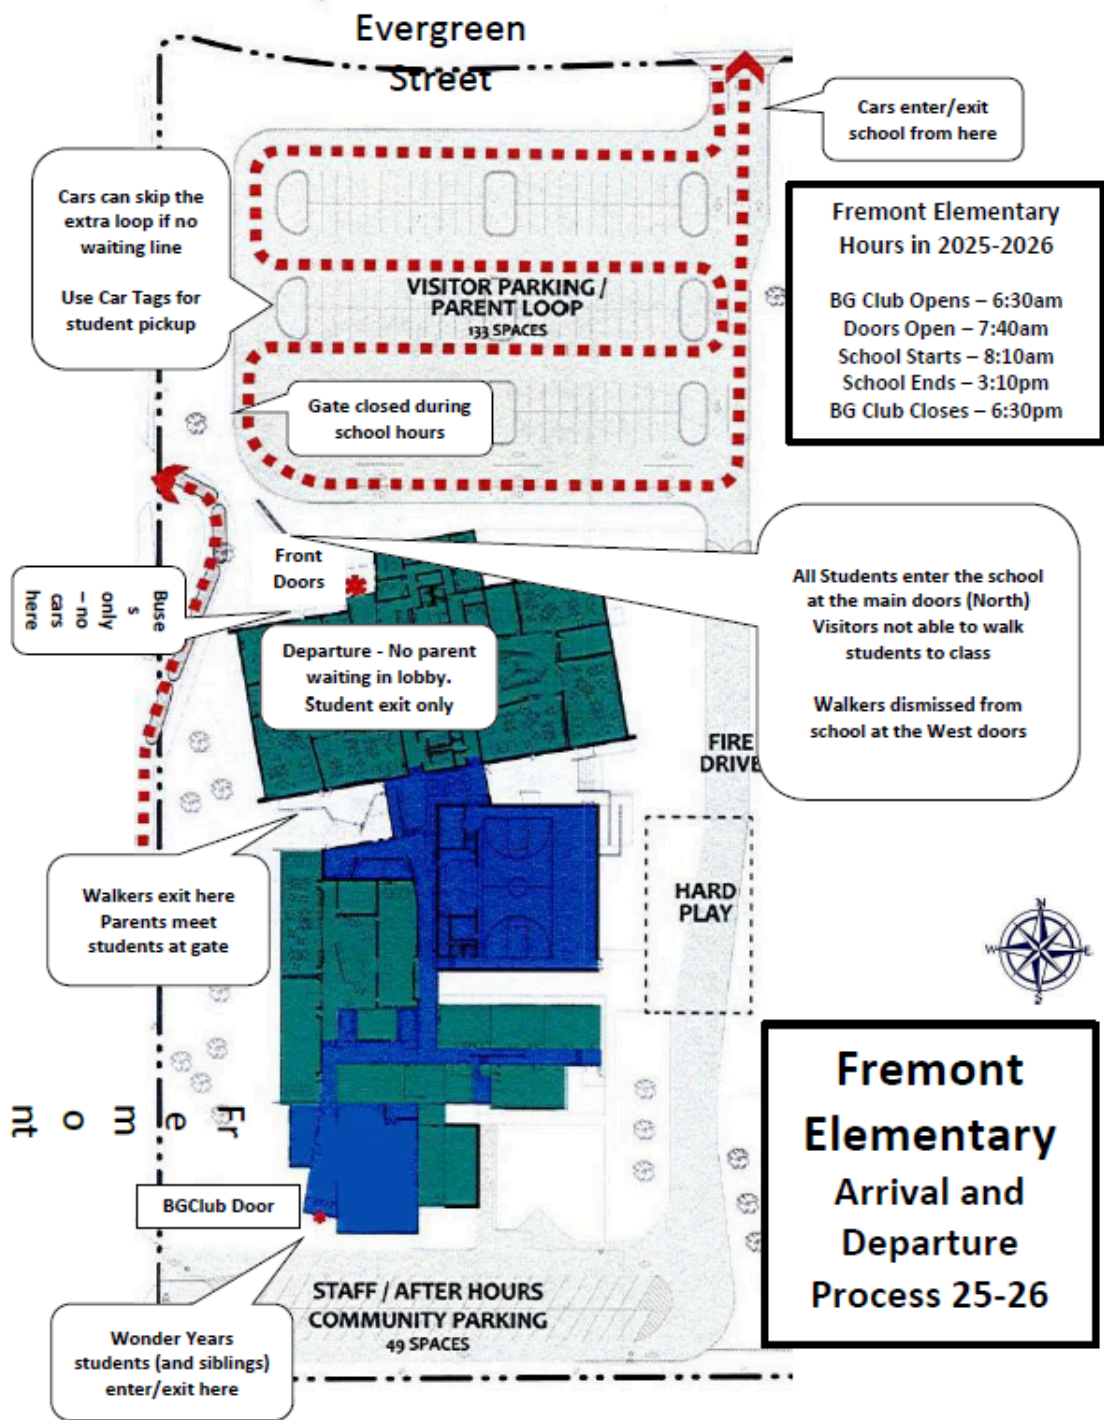 Evergreen
Street
Cars enter/exit
school from here
Cars can skip the
extra loop if no
waiting line
Use Car Tags for
student pickup
Fremont Elementary
Hours in 2025-2026
BG Club Opens – 6:30am
Doors Open – 7:40am
School Starts – 8:10am
School Ends – 3:10pm
BG Club Closes – 6:30pm
VISITOR PARKING /
PARENT LOOP
133 SPACES
Gate closed during
school hours
Front
Doors
Buse
s
only
– no
cars
here
Departure - No parent
waiting in lobby.
Student exit only
All Students enter the school
at the main doors (North)
Visitors not able to walk
students to class
Walkers dismissed from
school at the West doors
FIRE
DRIVE
HARD
PLAY
Walkers exit here
Parents meet
students at gate
N
W
E
S
Fr
e
m
o
nt
Fremont
Elementary
Arrival and
Departure
Process 25-26
BGClub Door
STAFF / AFTER HOURS
COMMUNITY PARKING
49 SPACES
Wonder Years
students (and siblings)
enter/exit here